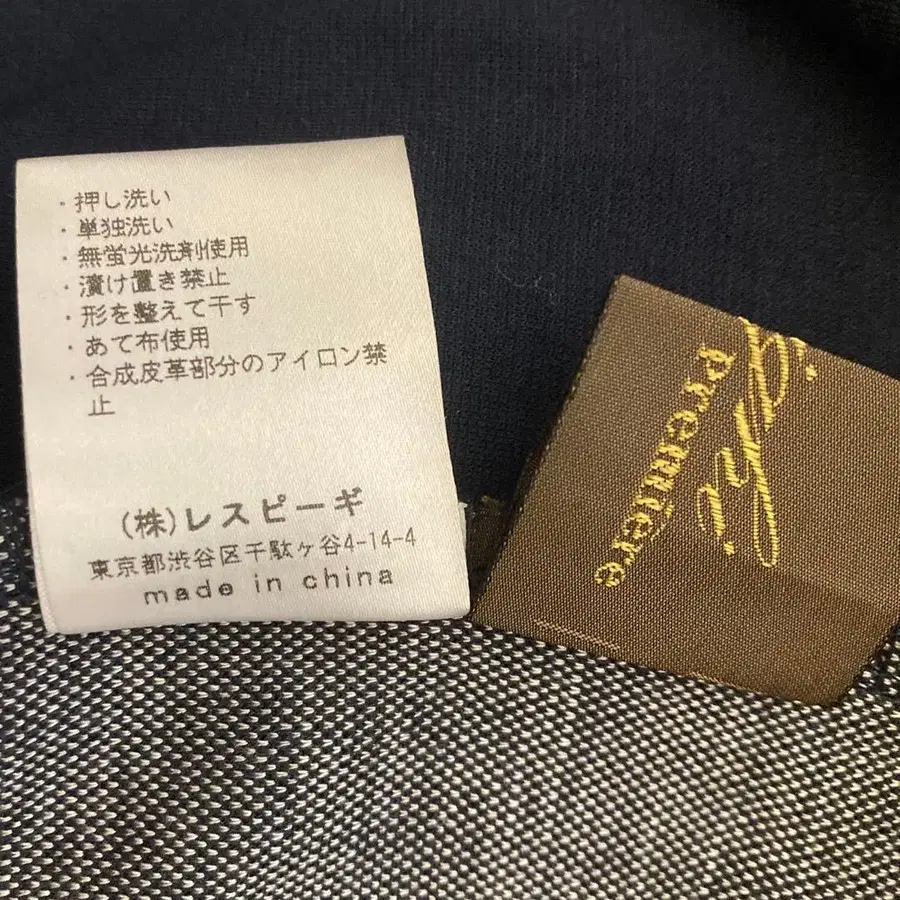 ・押し洗い
・単独洗い
・無蛍光洗剤使用
・漬け置き禁止
・形を整えて干す
・あて布使用
・合成皮革部分のアイロン禁
止
(株)レスピーギ
東京都渋谷区千駄ヶ谷4-14-4
made in china
ighi
Première